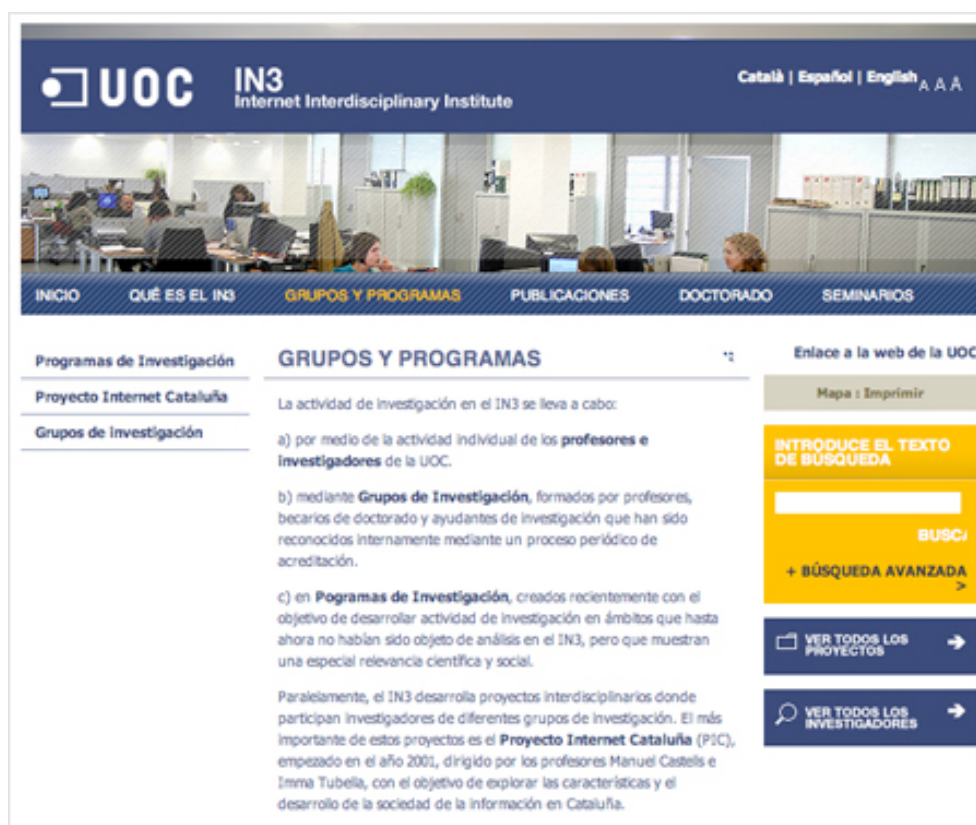 UOC
IN3
Internet Interdisciplinary Institute
Català | Español | English A A A
INICIO QUÉ ES EL IN3 GRUPOS Y PROGRAMAS PUBLICACIONES DOCTORADO SEMINARIOS
Programas de Investigación
Proyecto Internet Cataluña
Grupos de investigación
GRUPOS Y PROGRAMAS
La actividad de investigación en el IN3 se lleva a cabo:
a) por medio de la actividad individual de los profesores e
investigadores de la UOC.
b) mediante Grupos de Investigación, formados por profesores,
becarios de doctorado y ayudantes de investigación que han sido
reconocidos internamente mediante un proceso periódico de
acreditación.
c) en Pogramas de Investigación, creados recientemente con el
objetivo de desarrollar actividad de investigación en ámbitos que hasta
ahora no habían sido objeto de análisis en el IN3, pero que muestran
una especial relevancia científica y social.
Paralelamente, el IN3 desarrolla proyectos interdisciplinarios donde
participan investigadores de diferentes grupos de investigación. El más
importante de estos proyectos es el Proyecto Internet Cataluña (PIC),
empezado en el año 2001, dirigido por los profesores Manuel Castells e
Imma Tubella, con el objetivo de explorar las características y el
desarrollo de la sociedad de la información en Cataluña.
Enlace a la web de la UOC
Mapa : Imprimir
INTRODUCE EL TEXTO
DE BÚSQUEDA
BUSCA
+ BÚSQUEDA AVANZADA
>
VER TODOS LOS
PROYECTOS
VER TODOS LOS
INVESTIGADORES